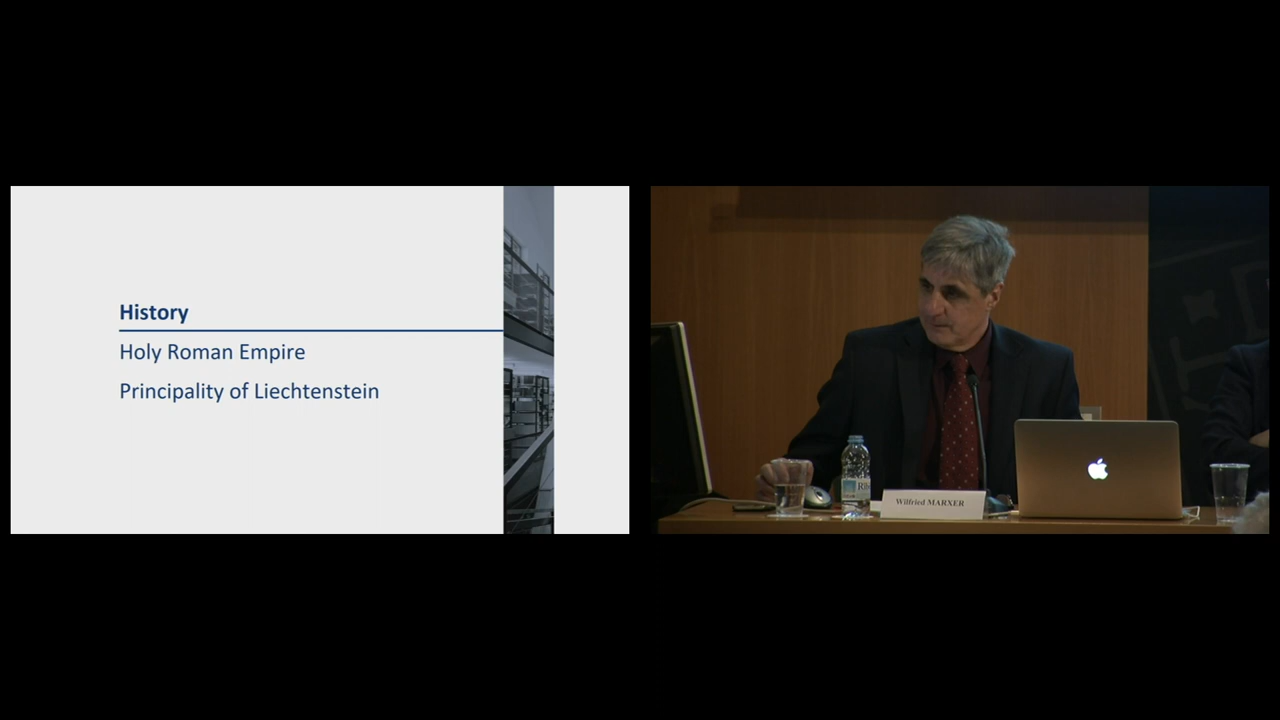 History
Holy Roman Empire
Principality of Liechtenstein
Wilfried MARXER